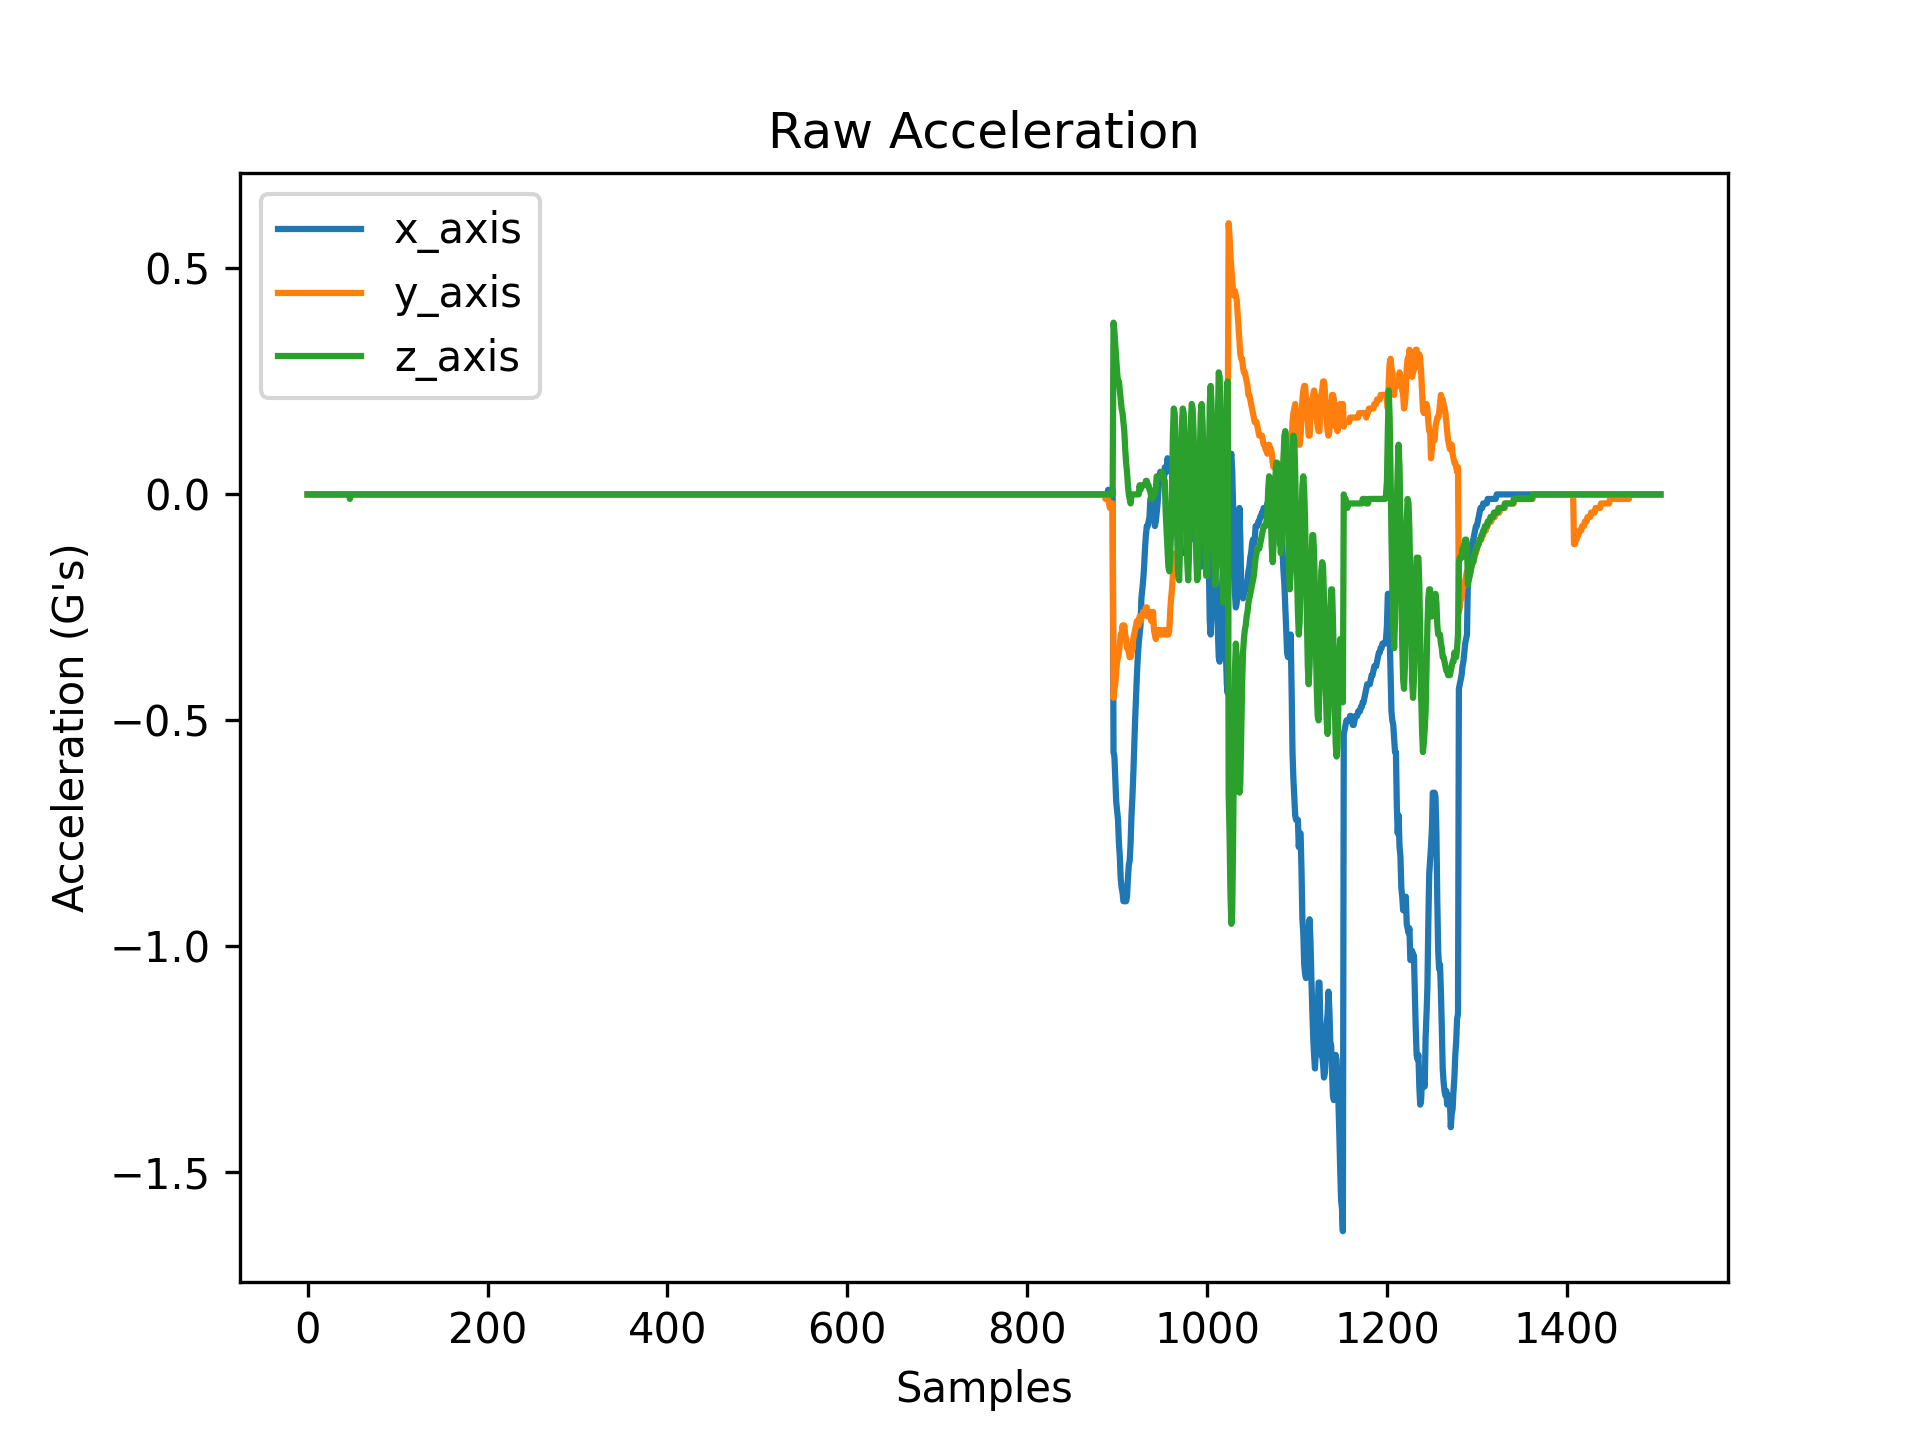 Raw Acceleration
x_axis
y_axis
z_axis
0.5
0.0
−0.5
−1.0
−1.5
Acceleration (G's)
0 200 400 600 800 1000 1200 1400
Samples